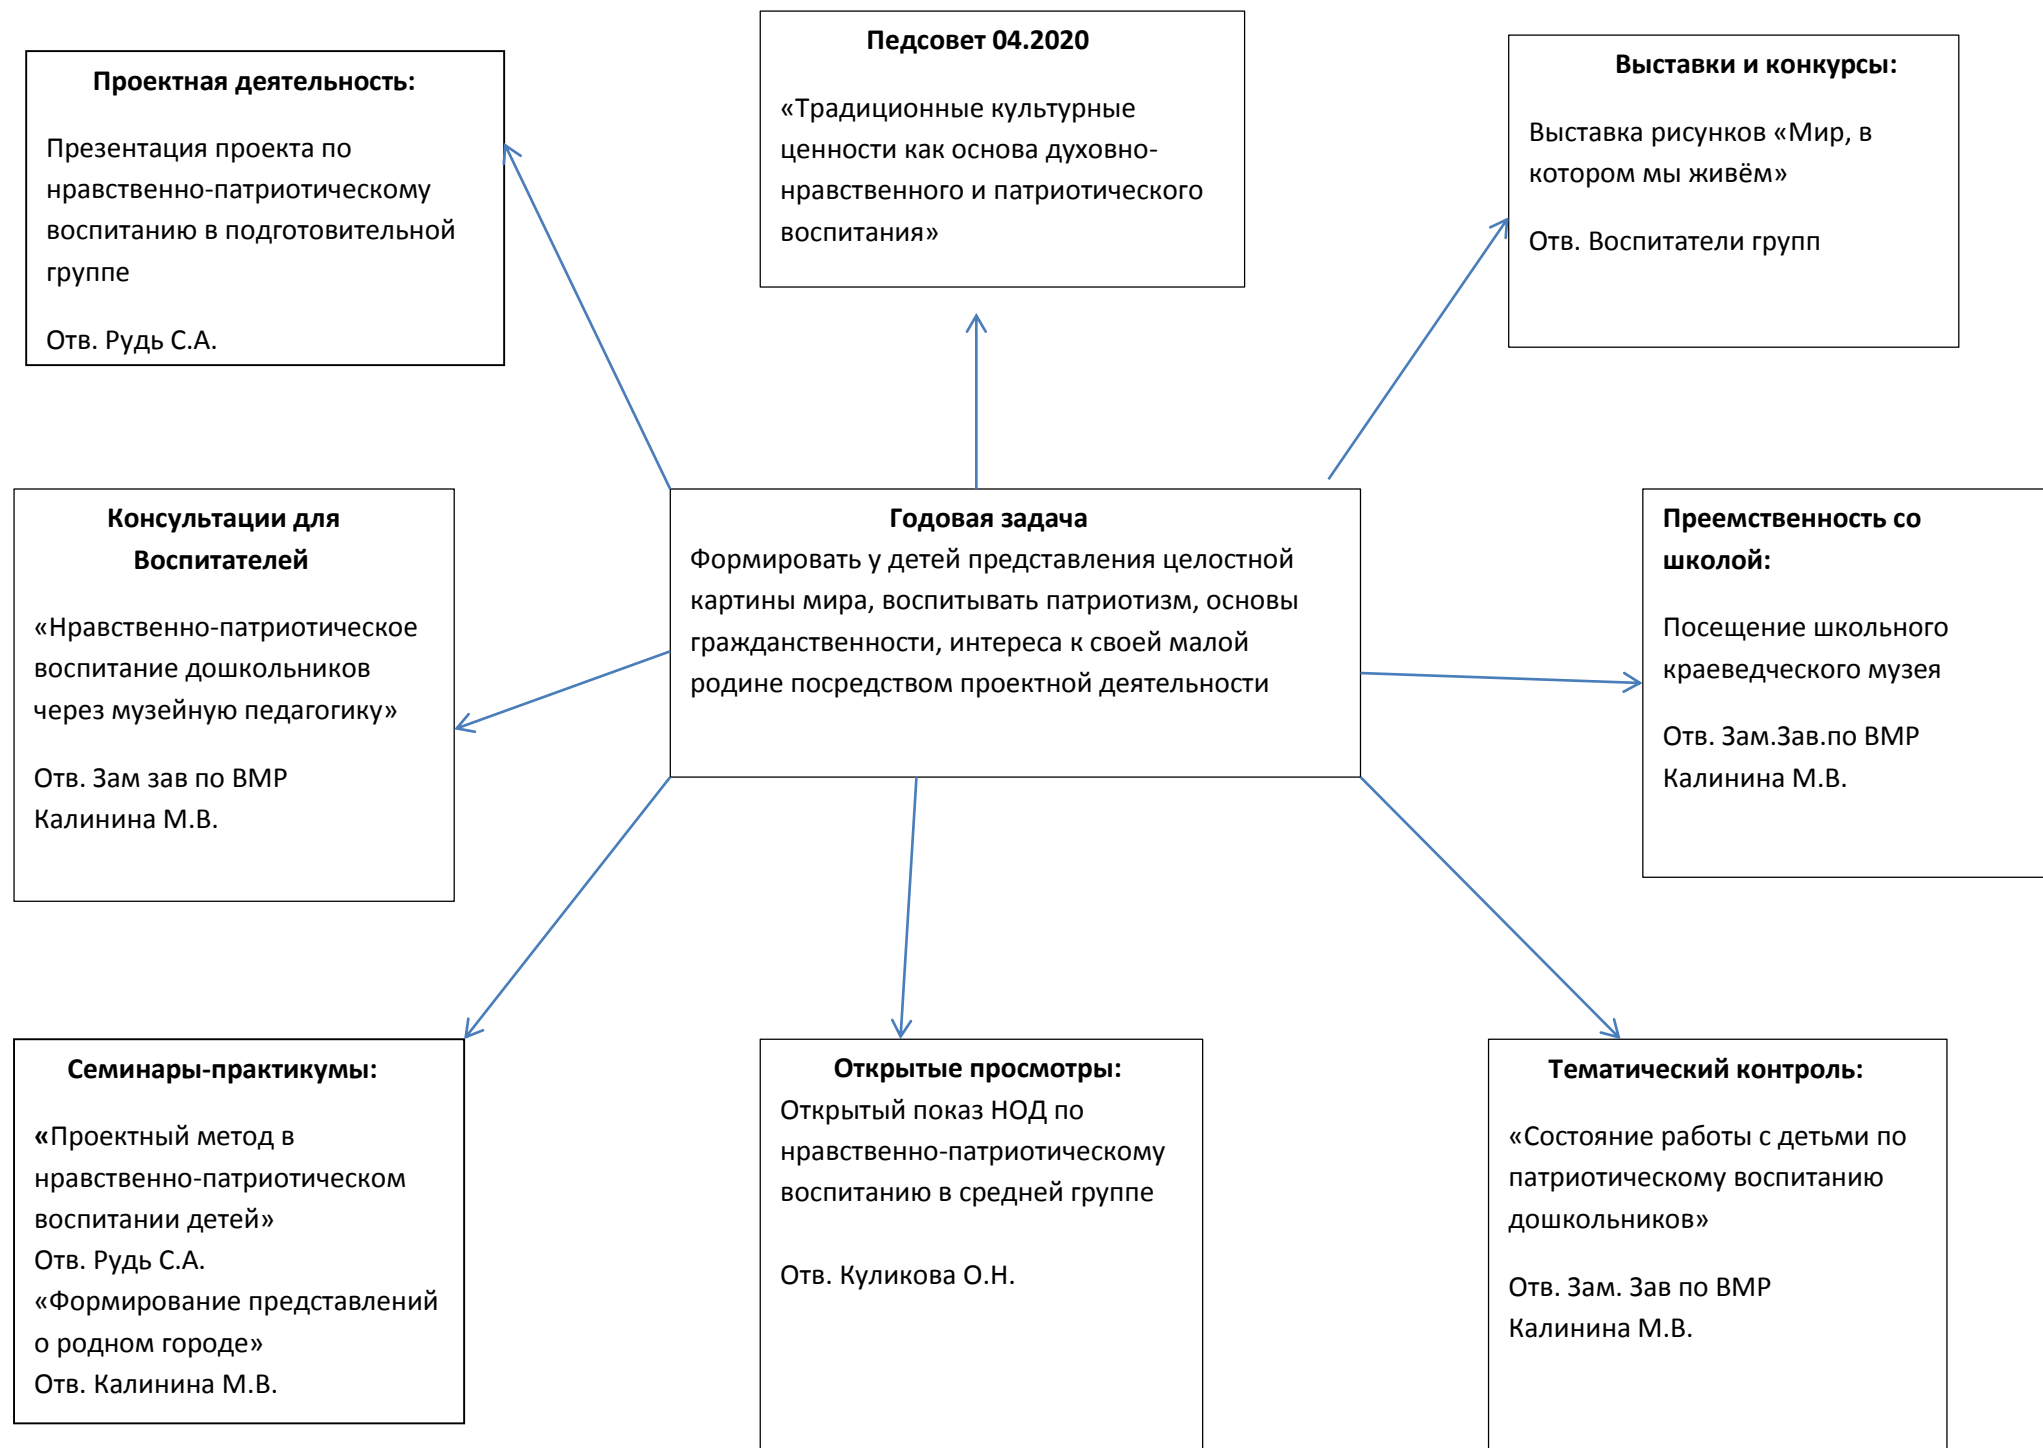 Проектная деятельность:
Презентация проекта по
нравственно-патриотическому
воспитанию в подготовительной
группе
Отв. Рудь С.А.
Педсовет 04.2020
«Традиционные культурные
ценности как основа духовно-
нравственного и патриотического
воспитания»
Выставки и конкурсы:
Выставка рисунков «Мир, в
котором мы живём»
Отв. Воспитатели групп
Консультации для
Воспитателей
«Нравственно-патриотическое
воспитание дошкольников
через музейную педагогику»
Отв. Зам зав по ВМР
Калинина М.В.
Годовая задача
Формировать у детей представления целостной
картины мира, воспитывать патриотизм, основы
гражданственности, интереса к своей малой
родине посредством проектной деятельности
Преемственность со
школой:
Посещение школьного
краеведческого музея
Отв. Зам.Зав.по ВМР
Калинина М.В.
Семинары-практикумы:
«Проектный метод в
нравственно-патриотическом
воспитании детей»
Отв. Рудь С.А.
«Формирование представлений
о родном городе»
Отв. Калинина М.В.
Открытые просмотры:
Открытый показ НОД по
нравственно-патриотическому
воспитанию в средней группе
Отв. Куликова О.Н.
Тематический контроль:
«Состояние работы с детьми по
патриотическому воспитанию
дошкольников»
Отв. Зам. Зав по ВМР
Калинина М.В.